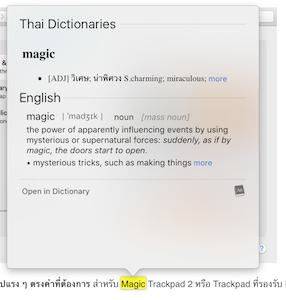 Thai Dictionaries
magic
• [ADJ] วิเศษ; น่าพิศวง S.charming; miraculous; more
English
magic | ˈmadʒɪk | noun [mass noun]
the power of apparently influencing events by using
mysterious or supernatural forces: suddenly, as if by
magic, the doors start to open.
• mysterious tricks, such as making things more
Open in Dictionary
?
ปแรง ๆ ตรงคำที่ต้องการ สำหรับ Magic Trackpad 2 หรือ Trackpad ที่รองรับ